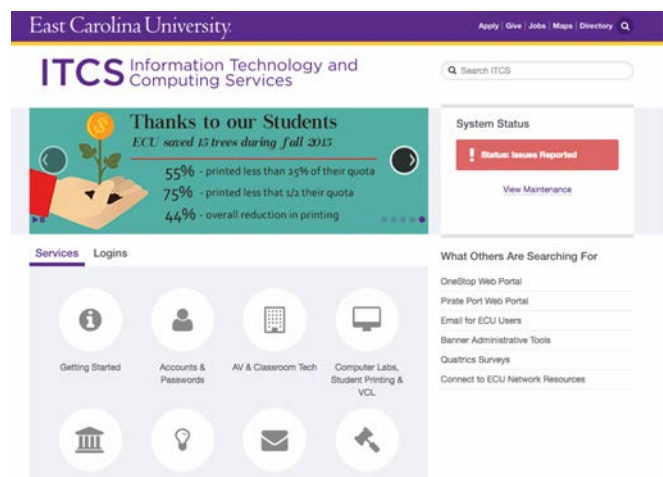 East Carolina University.
Apply | Give | Jobs | Maps | Directory
ITCS Information Technology and
Computing Services
Search ITCS
Thanks to our Students
ECU saved 15 trees during fall 2015
55% - printed less than 25% of their quota
75% - printed less that 1/2 their quota
44% - overall reduction in printing
System Status
! Status: Issues Reported
View Maintenance
Services Logins
What Others Are Searching For
OneStop Web Portal
Pirate Port Web Portal
Email for ECU Users
Banner Administrative Tools
Qualtrics Surveys
Connect to ECU Network Resources
Getting Started
Accounts &
Passwords
AV & Classroom Tech
Computer Labs,
Student Printing &
VCL